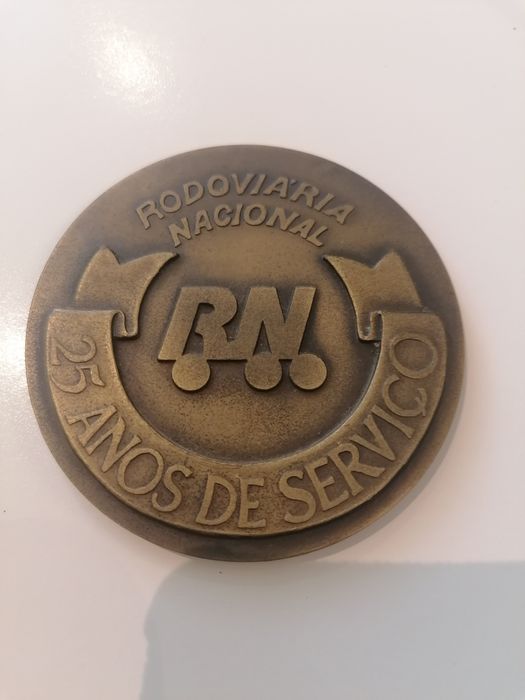 RODOVIÁRIA
NACIONAL
RN
25 ANOS DE SERVIÇO